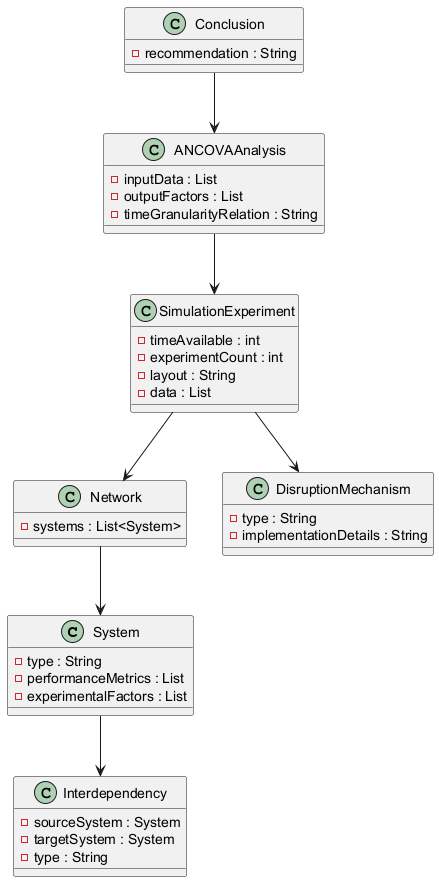 C Conclusion
recommendation : String
C ANCOVAAnalysis
inputData : List
outputFactors : List
timeGranularityRelation : String
C SimulationExperiment
timeAvailable : int
experimentCount : int
layout : String
data : List
C Network
systems : List<System>
C DisruptionMechanism
type : String
implementationDetails : String
C System
type : String
performanceMetrics : List
experimentalFactors : List
C Interdependency
sourceSystem : System
targetSystem : System
type : String